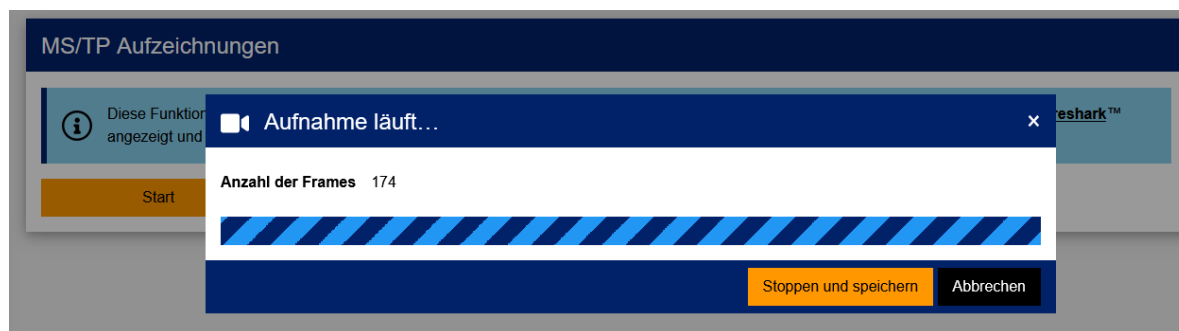 MS/TP Aufzeichnungen
Diese Funktion
reshark™
angezeigt und
Aufnahme läuft...
×
Anzahl der Frames 174
Start
Stoppen und speichern Abbrechen